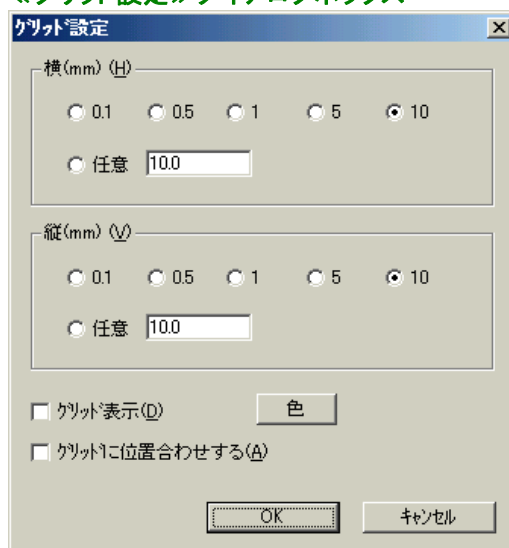 グリッド設定
横(mm) (H)
0.1 0.5 1 5 10
任意 10.0
縦(mm) (V)
0.1 0.5 1 5 10
任意 10.0
グリッド表示(D) 色
グリッドに位置合わせする(A)
OK キャンセル